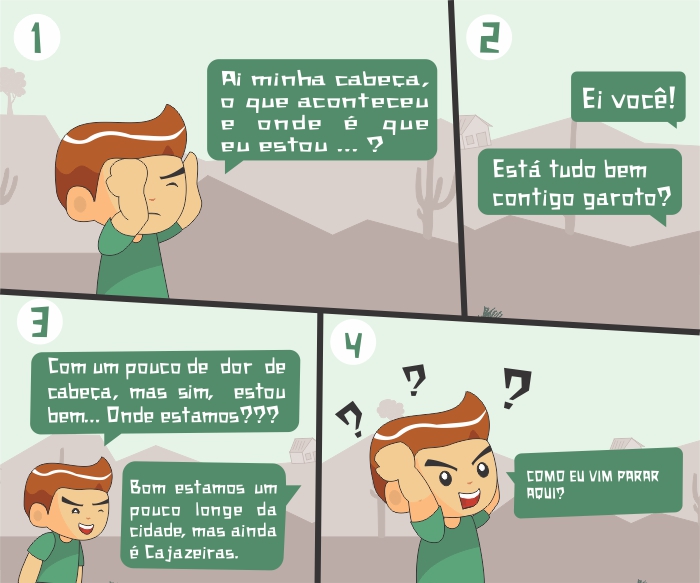 1
Ai minha cabeça,
o que aconteceu
e onde é que
eu estou ... ?
2
Ei você!
Está tudo bem
contigo garoto?
3
Com um pouco de dor de
cabeça, mas sim, estou
bem... Onde estamos???
Bom estamos um
pouco longe da
cidade, mas ainda
é Cajazeiras.
4
? ? ?
COMO EU VIM PARAR
AQUI?